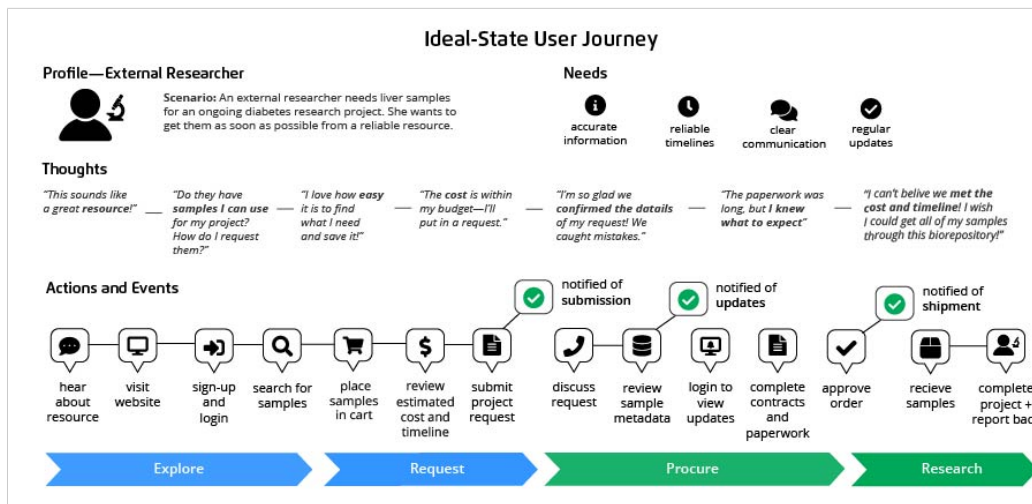 Ideal-State User Journey
Profile—External Researcher
Scenario: An external researcher needs liver samples
for an ongoing diabetes research project. She wants to
get them as soon as possible from a reliable resource.
Needs
accurate
information
reliable
timelines
clear
communication
regular
updates
Thoughts
"This sounds like
a great resource!"
"Do they have
samples I can use
for my project?
How do I request
them?"
"I love how easy
it is to find
what I need
and save it!"
"The cost is within
my budget—I'll
put in a request."
"I'm so glad we
confirmed the datails
of my request! We
caught mistakes."
"The paperwork was
long, but I knew
what to expect"
"I can't belive we met the
cost and timeline! I wish
I could get all of my samples
through this biorepository!"
Actions and Events
notified of
submission
notified of
updates
notified of
shipment
hear
about
resource
visit
website
sign-up
and
login
search for
samples
place
samples
in cart
review
estimated
cost and
timeline
submit
project
request
discuss
request
review
sample
metadata
login to
view
updates
complete
contracts
and
paperwork
approve
order
recieve
samples
complete
project +
report bac
Explore
Request
Procure
Research